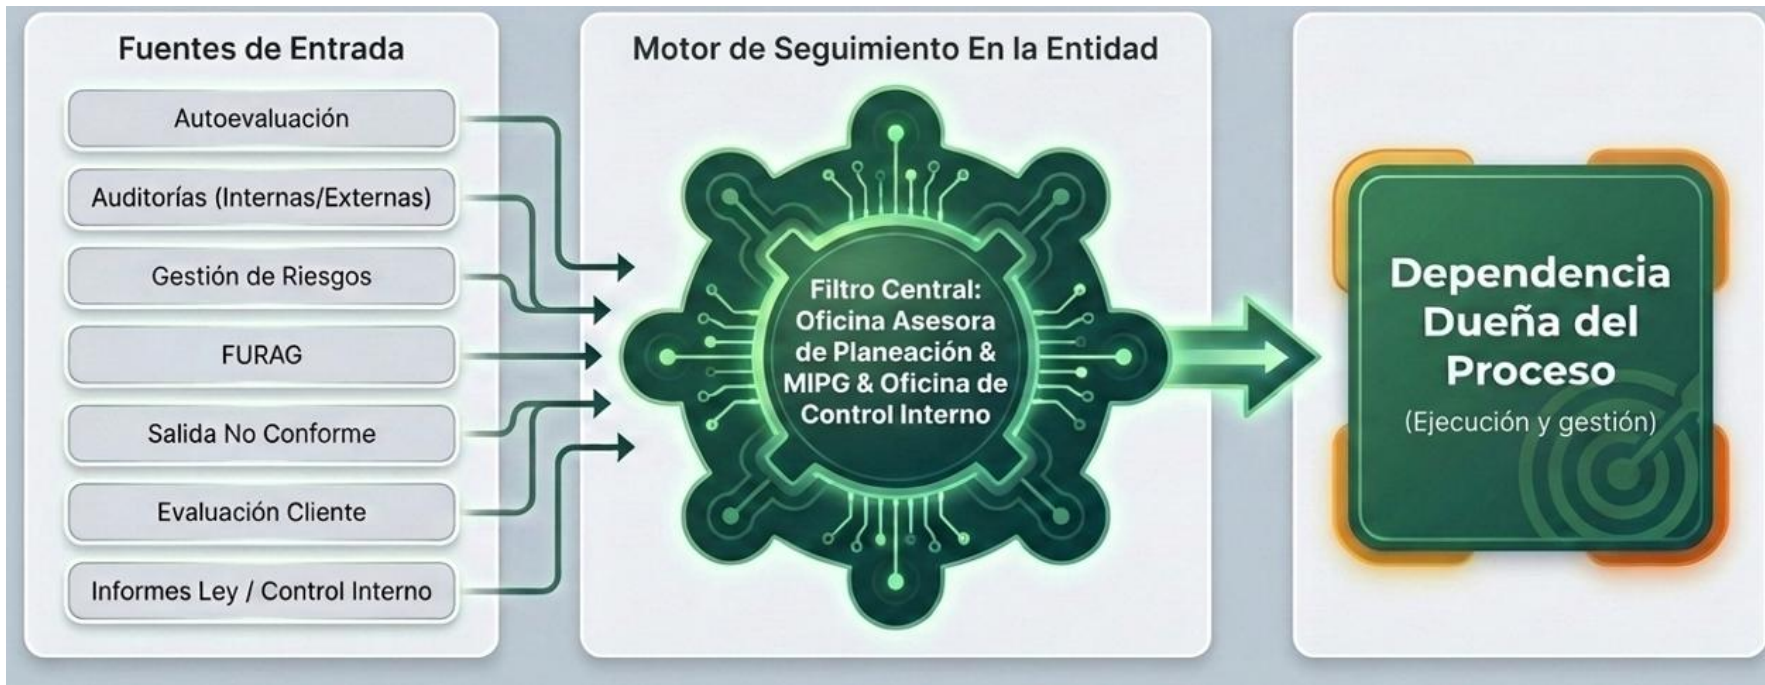 Fuentes de Entrada
Autoevaluación
Auditorías (Internas/Externas)
Gestión de Riesgos
FURAG
Salida No Conforme
Evaluación Cliente
Informes Ley / Control Interno
Motor de Seguimiento En la Entidad
Filtro Central:
Oficina Asesora
de Planeación &
MIPG & Oficina de
Control Interno
Dependencia
Dueña del
Proceso
(Ejecución y gestión)